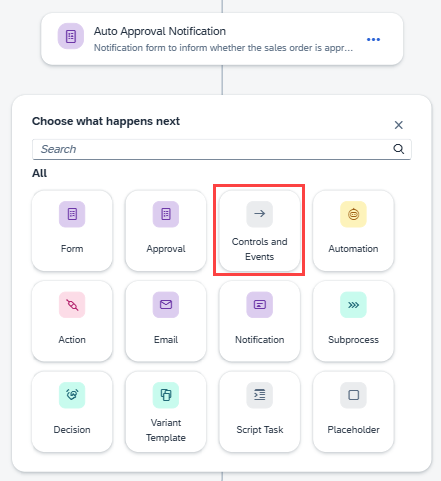 Auto Approval Notification
Notification form to inform whether the sales order is appr...
Choose what happens next
Search
All
Form
Approval
Controls and
Events
Automation
Action
Email
Notification
Subprocess
Decision
Variant
Template
Script Task
Placeholder